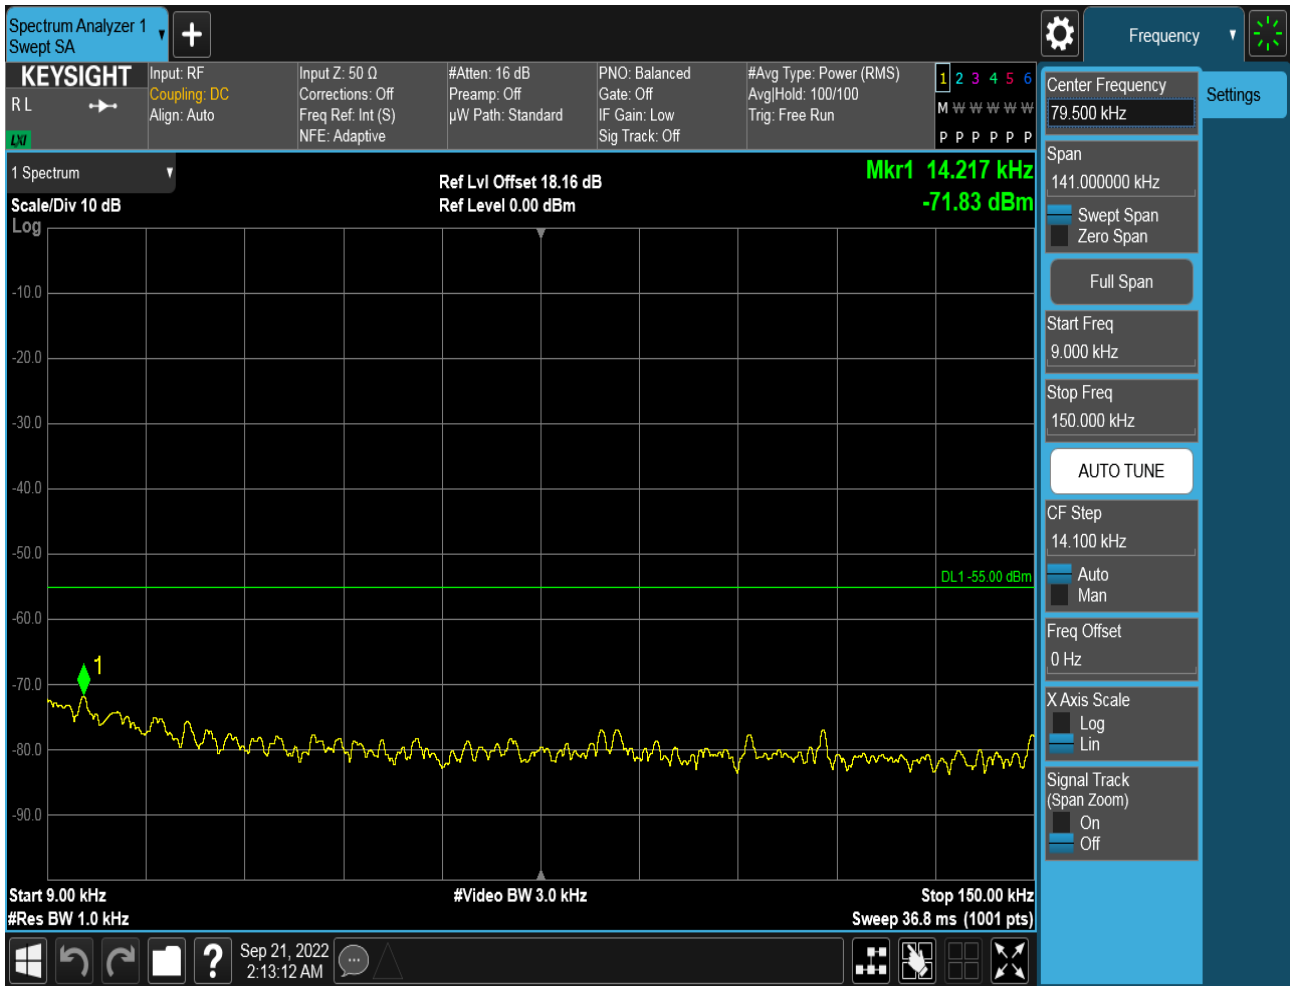 Spectrum Analyzer 1
Swept SA
Frequency
KEYSIGHT
R L
LXI
Input: RF
Coupling: DC
Align: Auto
Input Z: 50 Ω
Corrections: Off
Freq Ref: Int (S)
NFE: Adaptive
#Atten: 16 dB
Preamp: Off
µW Path: Standard
PNO: Balanced
Gate: Off
IF Gain: Low
Sig Track: Off
#Avg Type: Power (RMS)
Avg|Hold: 100/100
Trig: Free Run
1 2 3 4 5 6
M W W W W W
P P P P P P
1 Spectrum
Scale/Div 10 dB
Log
Ref Lvl Offset 18.16 dB
Ref Level 0.00 dBm
Mkr1 14.217 kHz
-71.83 dBm
-10.0
-20.0
-30.0
-40.0
-50.0
DL1 -55.00 dBm
-60.0
1
-70.0
-80.0
-90.0
Start 9.00 kHz
#Video BW 3.0 kHz
Stop 150.00 kHz
#Res BW 1.0 kHz
Sweep 36.8 ms (1001 pts)
Center Frequency
79.500 kHz
Settings
Span
141.000000 kHz
Swept Span
Zero Span
Full Span
Start Freq
9.000 kHz
Stop Freq
150.000 kHz
AUTO TUNE
CF Step
14.100 kHz
Auto
Man
Freq Offset
0 Hz
X Axis Scale
Log
Lin
Signal Track
(Span Zoom)
On
Off
?
Sep 21, 2022
2:13:12 AM